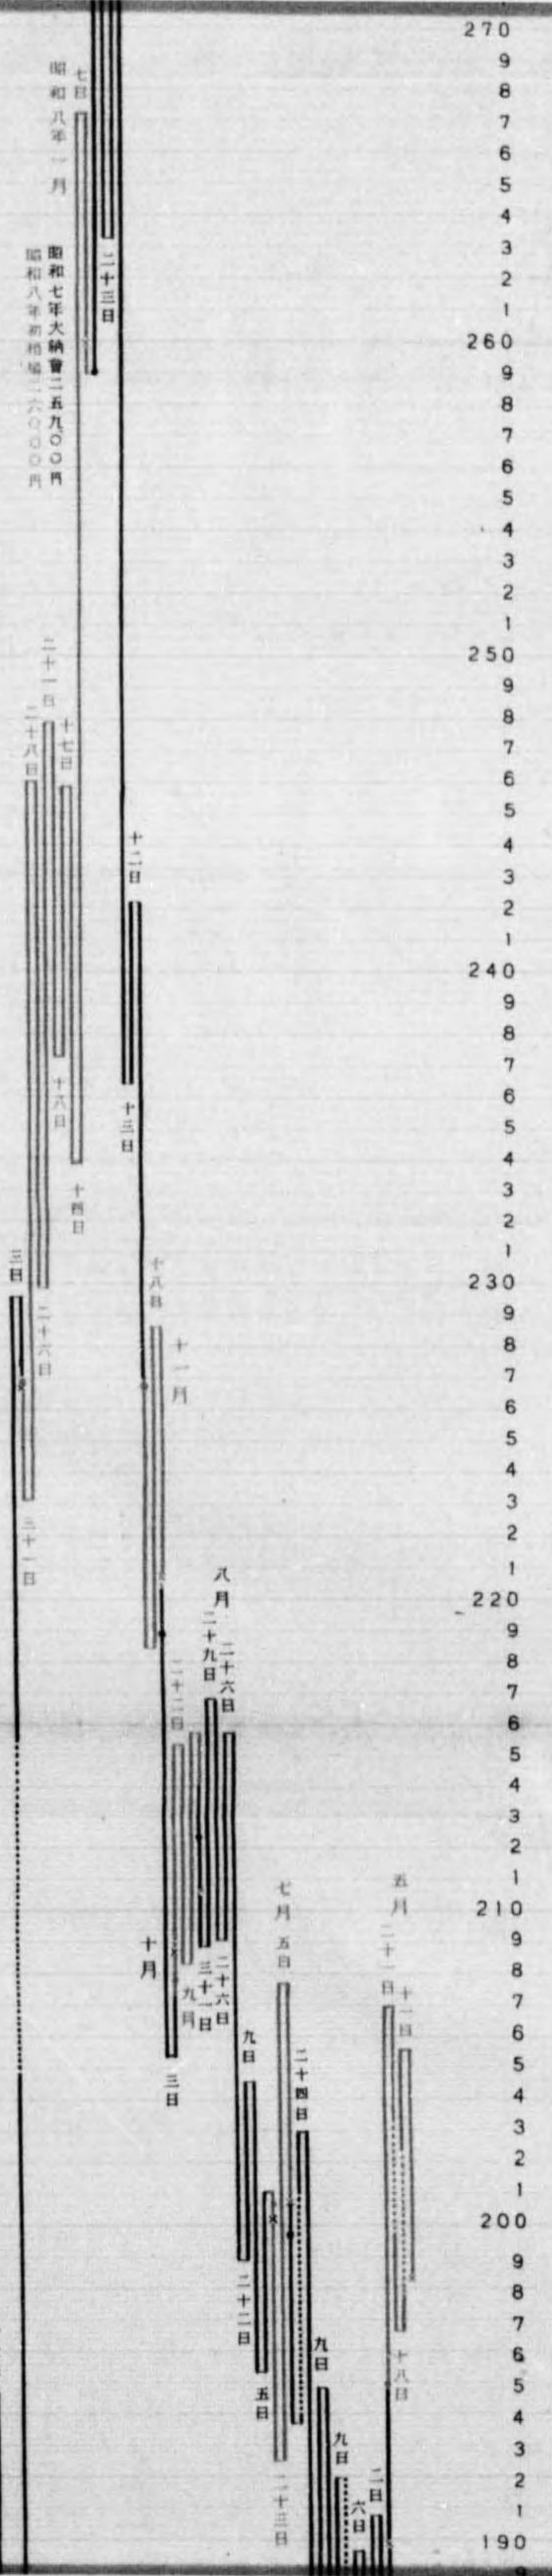 270
9
8
7
6
5
4
3
2
1
260
9
8
7
6
5
4
3
2
1
250
9
8
7
6
5
4
3
2
1
240
9
8
7
6
5
4
3
2
1
230
9
8
7
6
5
4
3
2
1
220
9
8
7
6
5
4
3
2
1
210
9
8
7
6
5
4
3
2
1
200
9
8
7
6
5
4
3
2
1
190
9
五月
十一日
二十一日
十八日
二日
六日
九日
九日
二十四日
七月
五日
二十三日
五日
九日
二十二日
八月
二十六日
二十九日
二十六日
三十一日
九月
二十二日
十月
三日
十一月
十八日
十二日
十三日
二十三日
七日
昭和八年一月
昭和七年大納會二五九、〇〇円
昭和八年初相場二六〇、〇〇円
十四日
十七日
十八日
二十一日
二十六日
二十八日
三十一日
三日